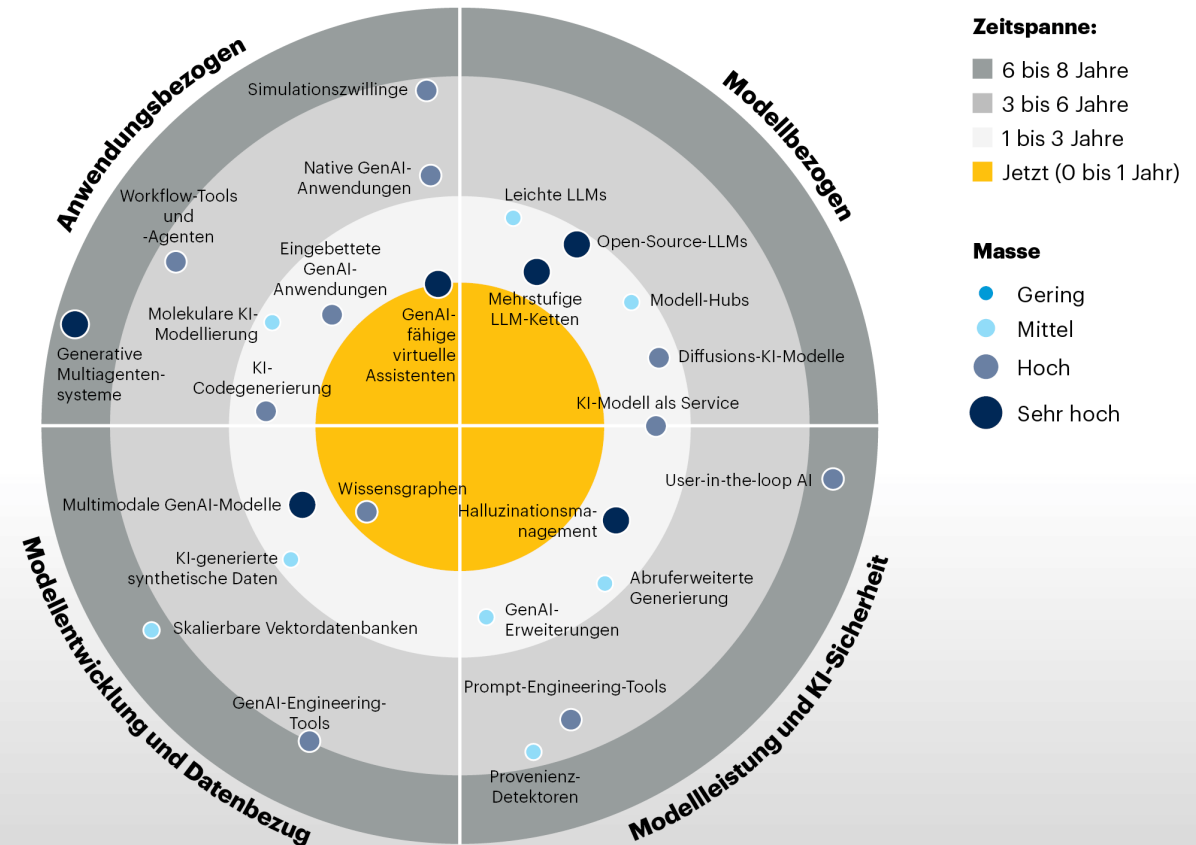 Anwendungsbezogen
Simulationszwillinge
Native GenAI-
Anwendungen
Workflow-Tools
und
-Agenten
Eingebettete
GenAI-
Anwendungen
Molekulare KI-
Modellierung
Generative
Multiagenten-
systeme
KI-
Codegenerierung
GenAI-
fähige
virtuelle
Assistenten
Modellbezogen
Leichte LLMs
Open-Source-LLMs
Mehrstufige
LLM-Ketten
Modell-Hubs
Diffusions-KI-Modelle
KI-Modell als Service
Modellentwicklung und Datenbezug
Wissensgraphen
Multimodale GenAI-Modelle
KI-generierte
synthetische Daten
Skalierbare Vektordatenbanken
GenAI-Engineering-
Tools
Modelleistung und KI-Sicherheit
User-in-the-loop AI
Halluzinationsma-
nagement
Abruferweiterte
Generierung
GenAI-
Erweiterungen
Prompt-Engineering-Tools
Provenienz-
Detektoren
Zeitspanne:
6 bis 8 Jahre
3 bis 6 Jahre
1 bis 3 Jahre
Jetzt (0 bis 1 Jahr)
Masse
Gering
Mittel
Hoch
Sehr hoch